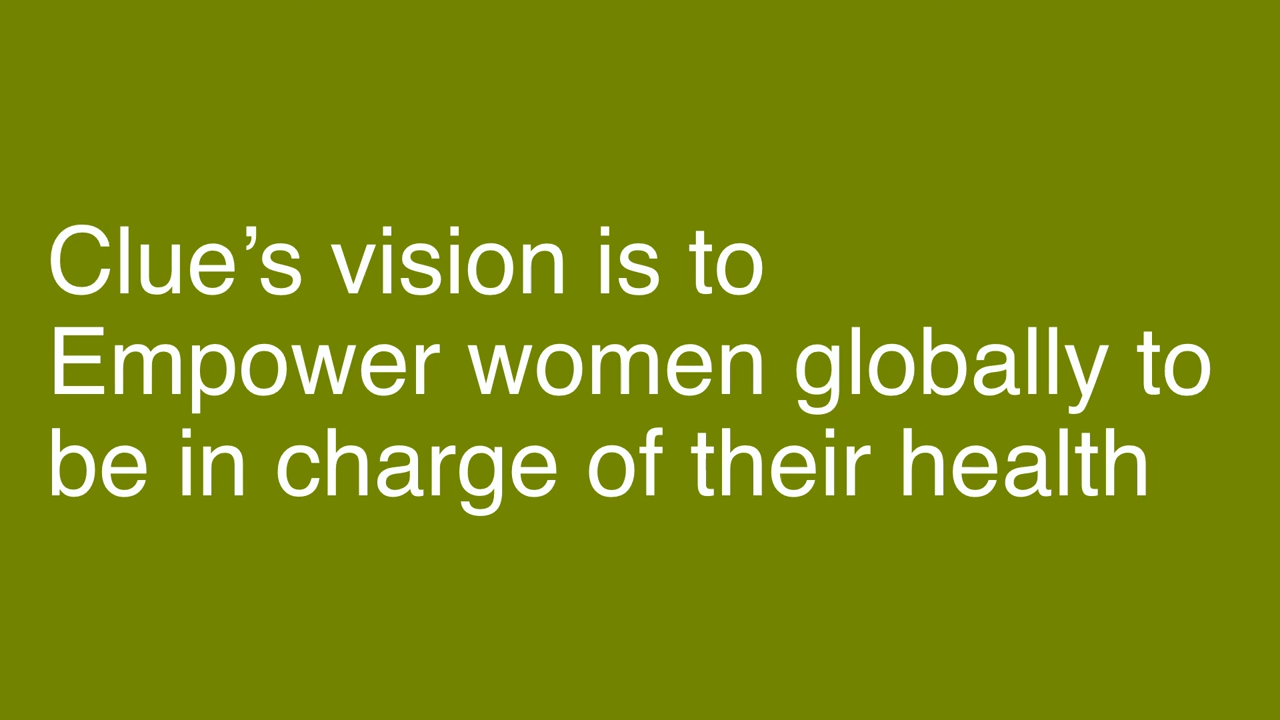 Clue’s vision is to
Empower women globally to
be in charge of their health